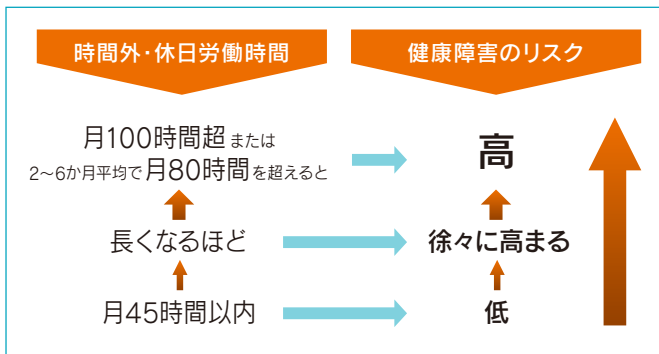 時間外・休日労働時間
健康障害のリスク
月100時間超 または
2〜6か月平均で 月80時間 を超えると
高
長くなるほど
徐々に高まる
月45時間以内
低